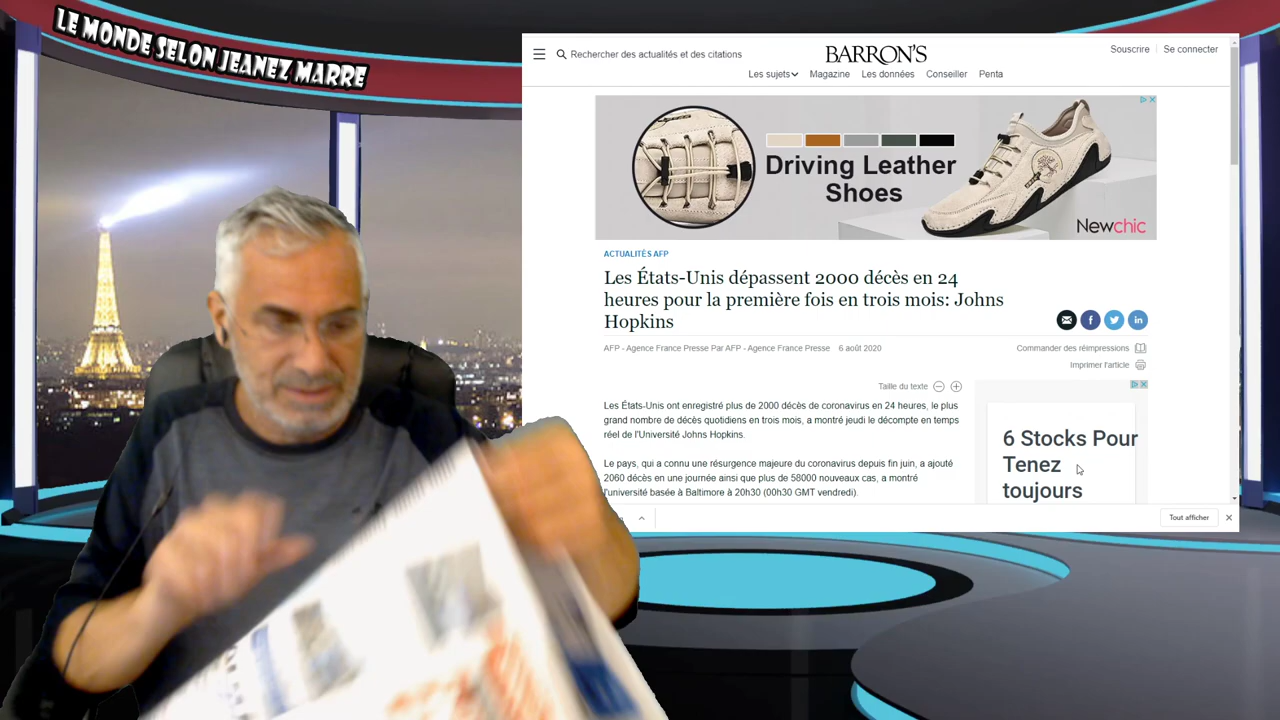 LE MONDE SELON JEANEZ MARRE
Rechercher des actualités et des citations
BARRON'S
Souscrire
Se connecter
Les sujets
Magazine
Les données
Conseiller
Penta
Driving Leather
Shoes
Newchic
ACTUALITÉS AFP
Les États-Unis dépassent 2000 décès en 24
heures pour la première fois en trois mois: Johns
Hopkins
AFP - Agence France Presse Par AFP - Agence France Presse
6 août 2020
Commander des réimpressions
Imprimer l'article
Taille du texte
Les États-Unis ont enregistré plus de 2000 décès de coronavirus en 24 heures, le plus
grand nombre de décès quotidiens en trois mois, a montré jeudi le décompte en temps
réel de l'Université Johns Hopkins.
Le pays, qui a connu une résurgence majeure du coronavirus depuis fin juin, a ajouté
2060 décès en une journée ainsi que plus de 58000 nouveaux cas, a montré
l'université basée à Baltimore à 20h30 (00h30 GMT vendredi).
6 Stocks Pour
Tenez
toujours
Tout afficher